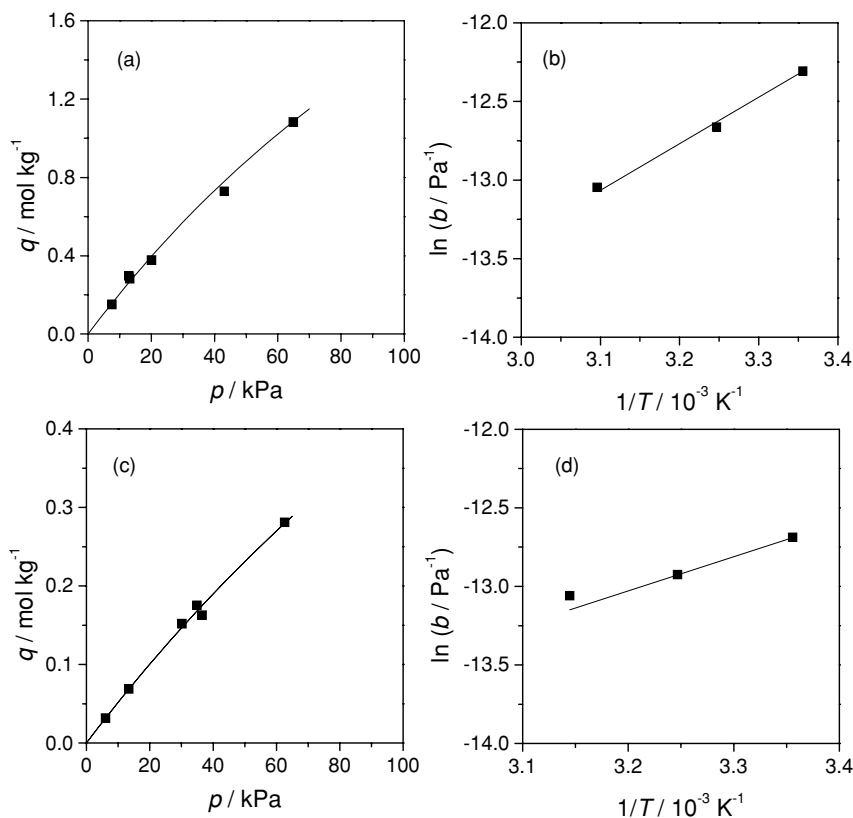 (a)
q / mol kg⁻¹
1.6
1.2
0.8
0.4
0.0
0 20 40 60 80 100
p / kPa
(b)
ln (b / Pa⁻¹)
-12.0
-12.5
-13.0
-13.5
-14.0
3.0 3.1 3.2 3.3 3.4
1/T / 10⁻³ K⁻¹
(c)
q / mol kg⁻¹
0.4
0.3
0.2
0.1
0.0
0 20 40 60 80 100
p / kPa
(d)
ln (b / Pa⁻¹)
-12.0
-12.5
-13.0
-13.5
-14.0
3.1 3.2 3.3 3.4
1/T / 10⁻³ K⁻¹